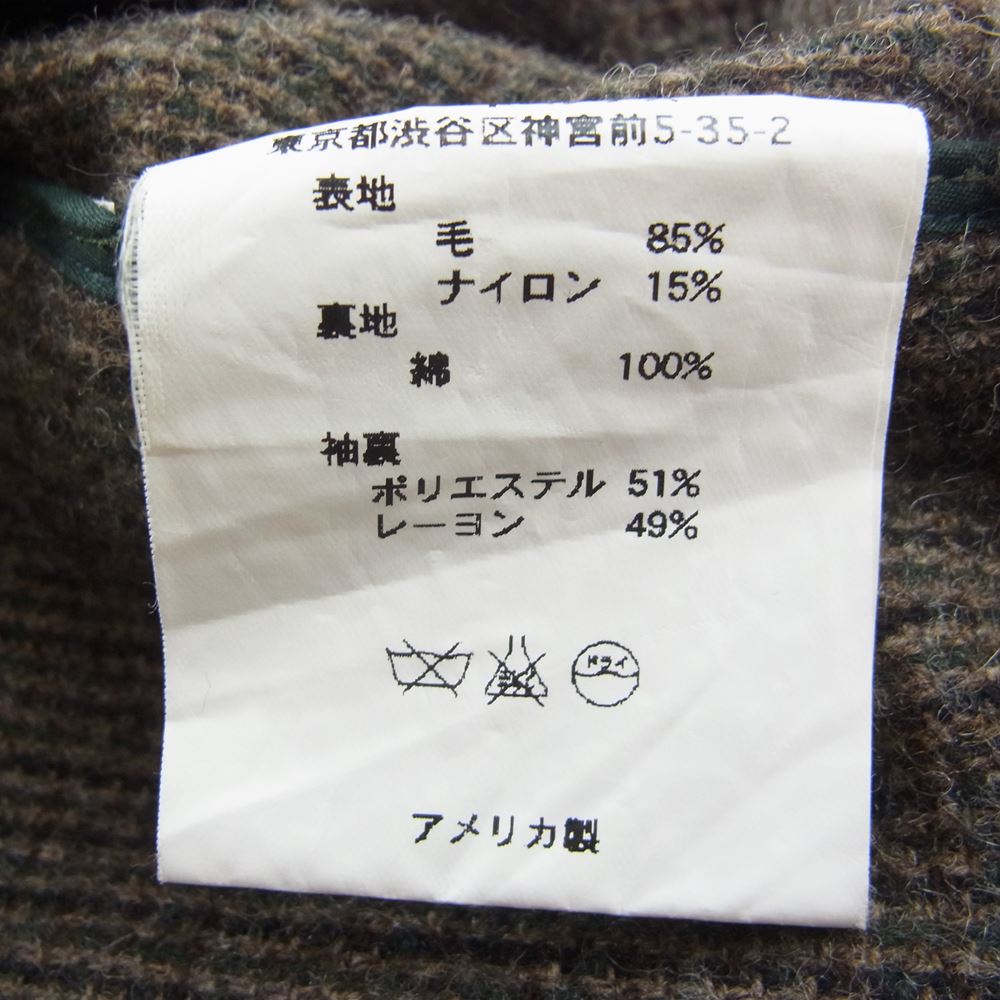 東京都渋谷区神宮前5-35-2
表地
毛 85%
ナイロン 15%
裏地
綿 100%
袖裏
ポリエステル 51%
レーヨン 49%
ドライ
アメリカ製